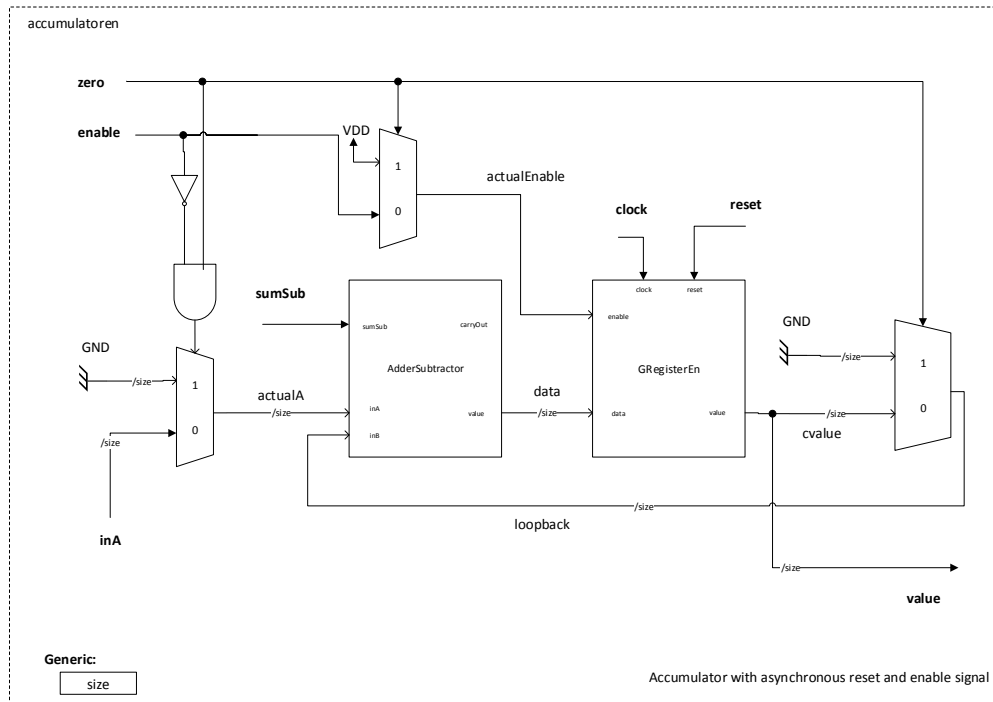 accumulatoren
zero
enable
VDD
1
0
actualEnable
clock
reset
sumSub
clock
reset
enable
GND
sumSub
carryOut
GND
/size
1
/size
AdderSubtractor
GRegisterEn
1
actualA
data
0
/size
inA
/size
data
value
/size
0
value
/size
cvalue
inB
/size
/size
loopback
inA
/size
value
Generic:
size
Accumulator with asynchronous reset and enable signal